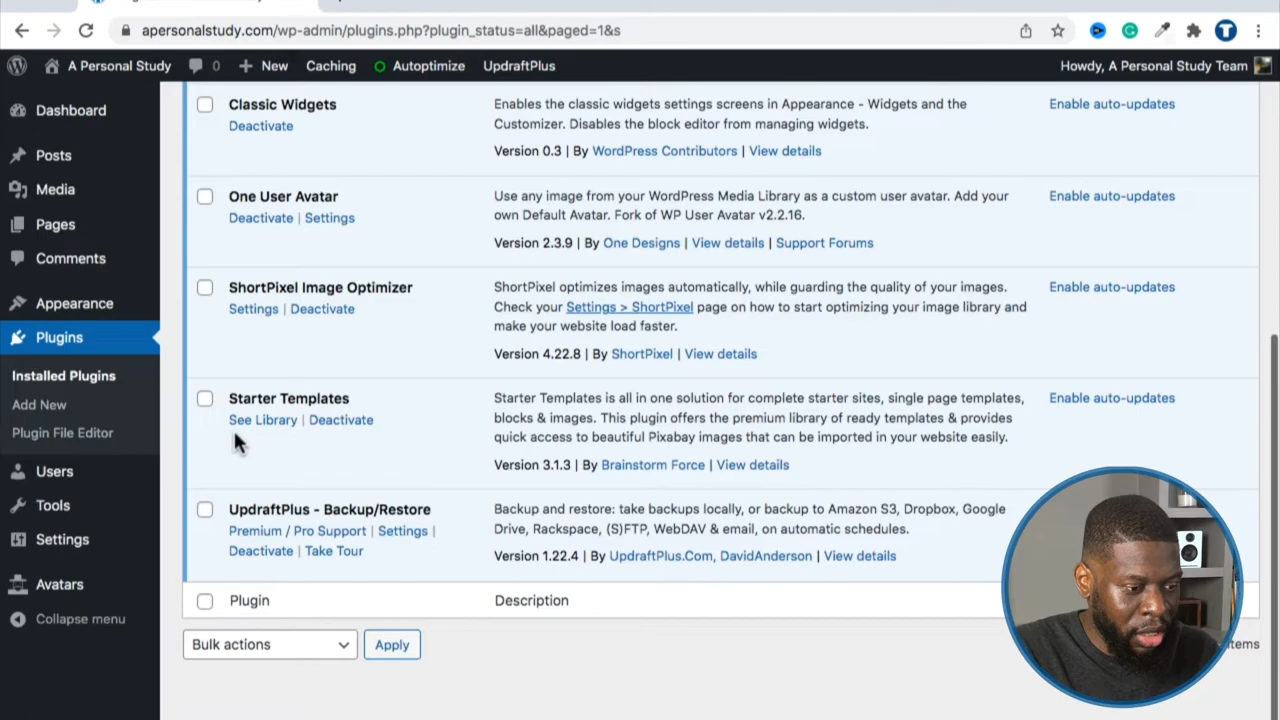 apersonalstudy.com/wp-admin/plugins.php?plugin_status=all&paged=1&s
A Personal Study
0
New
Caching
Autoptimize
UpdraftPlus
Howdy, A Personal Study Team
Dashboard
Posts
Media
Pages
Comments
Appearance
Plugins
Installed Plugins
Add New
Plugin File Editor
Users
Tools
Settings
Avatars
Collapse menu
Classic Widgets
Deactivate
Enables the classic widgets settings screens in Appearance - Widgets and the
Customizer. Disables the block editor from managing widgets.
Version 0.3 | By WordPress Contributors | View details
Enable auto-updates
One User Avatar
Deactivate | Settings
Use any image from your WordPress Media Library as a custom user avatar. Add your
own Default Avatar. Fork of WP User Avatar v2.2.16.
Version 2.3.9 | By One Designs | View details | Support Forums
Enable auto-updates
ShortPixel Image Optimizer
Settings | Deactivate
ShortPixel optimizes images automatically, while guarding the quality of your images.
Check your Settings > ShortPixel page on how to start optimizing your image library and
make your website load faster.
Version 4.22.8 | By ShortPixel | View details
Enable auto-updates
Starter Templates
See Library | Deactivate
Starter Templates is all in one solution for complete starter sites, single page templates,
blocks & images. This plugin offers the premium library of ready templates & provides
quick access to beautiful Pixabay images that can be imported in your website easily.
Version 3.1.3 | By Brainstorm Force | View details
Enable auto-updates
UpdraftPlus - Backup/Restore
Premium / Pro Support | Settings |
Deactivate | Take Tour
Backup and restore: take backups locally, or backup to Amazon S3, Dropbox, Google
Drive, Rackspace, (S)FTP, WebDAV & email, on automatic schedules.
Version 1.22.4 | By UpdraftPlus.Com, DavidAnderson | View details
Plugin
Description
Bulk actions
Apply
items